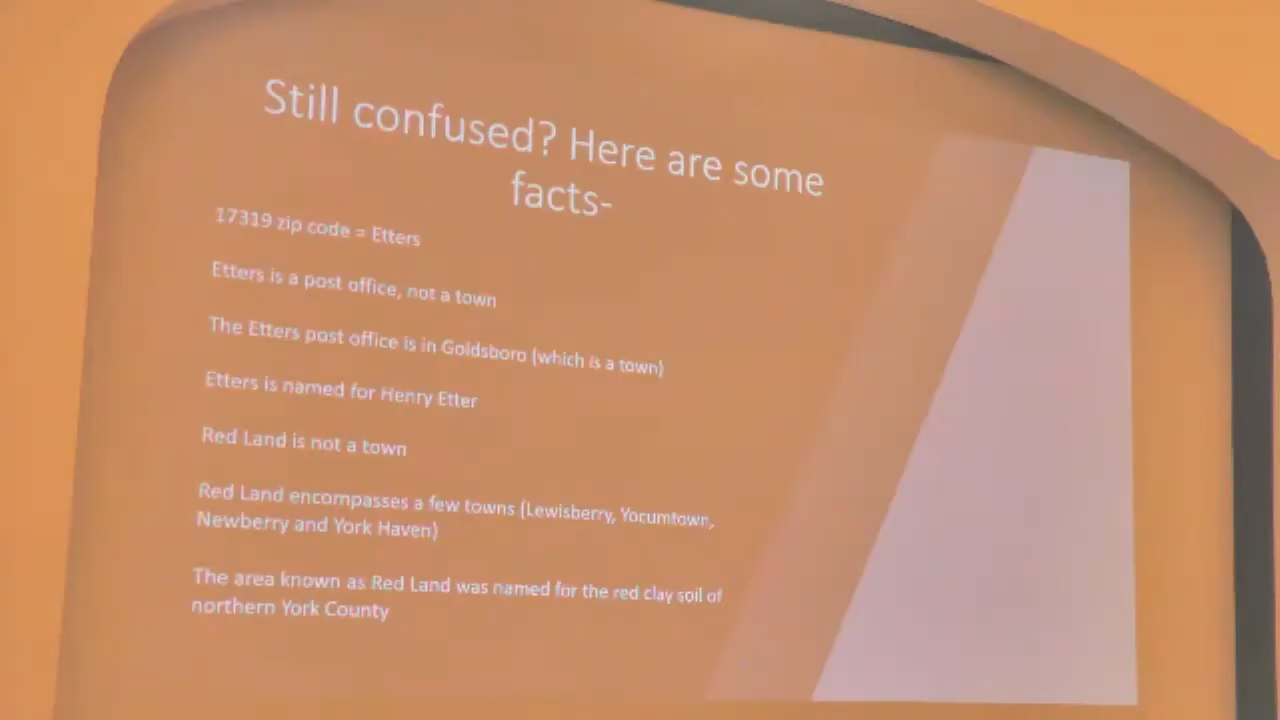 Still confused? Here are some
facts-
17319 zip code = Etters
Etters is a post office, not a town
The Etters post office is in Goldsboro (which is a town)
Etters is named for Henry Etter
Red Land is not a town
Red Land encompasses a few towns (Lewisberry, Yocumtown,
Newberry and York Haven)
The area known as Red Land was named for the red clay soil of
northern York County